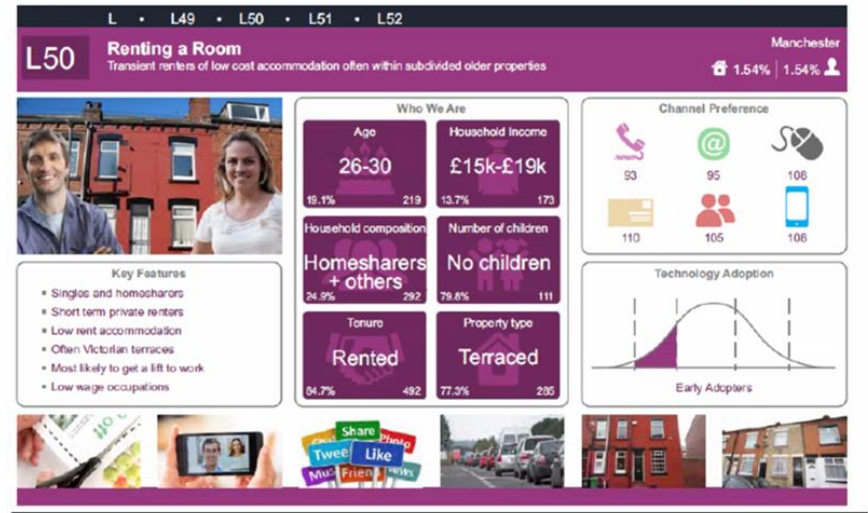 L • L49 • L50 • L51 • L52
L50
Renting a Room
Transient renters of low cost accommodation often within subdivided older properties
Manchester
1.54% | 1.54%
Who We Are
Age
26-30
19.1% 219
Household Income
£15k-£19k
13.7% 173
Household composition
Homesharers
+ others
24.9% 292
Number of children
No children
79.8% 111
Tenure
Rented
84.7% 492
Property type
Terraced
77.3% 285
Channel Preference
93
@
95
108
110
105
108
Key Features
▪ Singles and homesharers
▪ Short term private renters
▪ Low rent accommodation
▪ Often Victorian terraces
▪ Most likely to get a lift to work
▪ Low wage occupations
Technology Adoption
Early Adopters
Share
Photo
Like
News